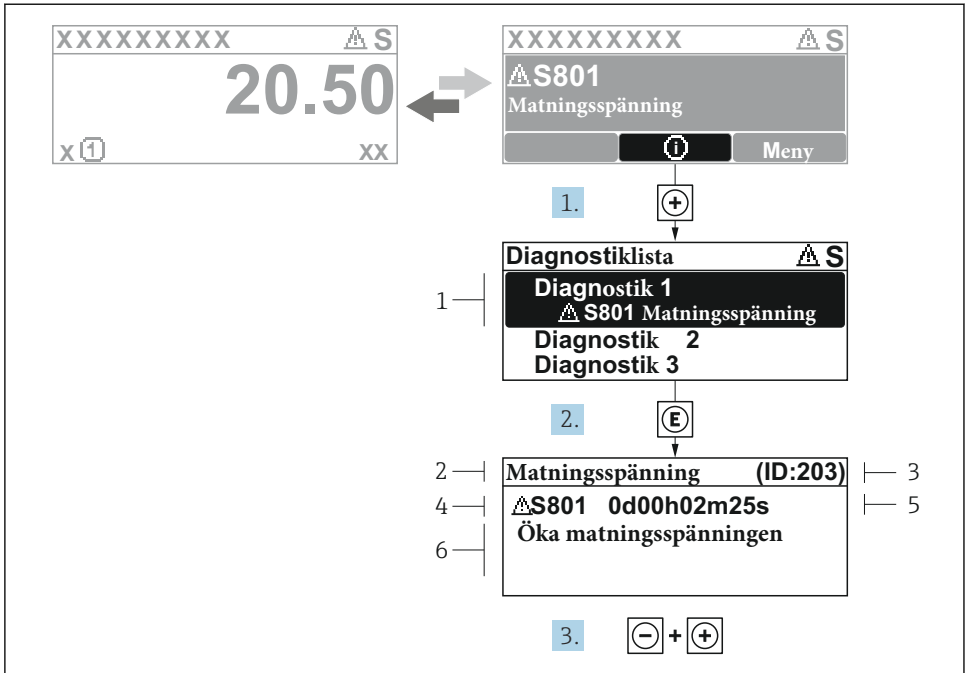 XXXXXXXXX ⚠ S
20.50
X 1 XX
XXXXXXXXX ⚠ S
⚠ S801
Matningsspänning
i Meny
1. +
Diagnostiklista ⚠ S
1 Diagnostik 1
⚠ S801 Matningsspänning
Diagnostik 2
Diagnostik 3
2. E
2 Matningsspänning (ID:203) 3
4 ⚠S801 0d00h02m25s 5
6 Öka matningsspänningen
3. - + +